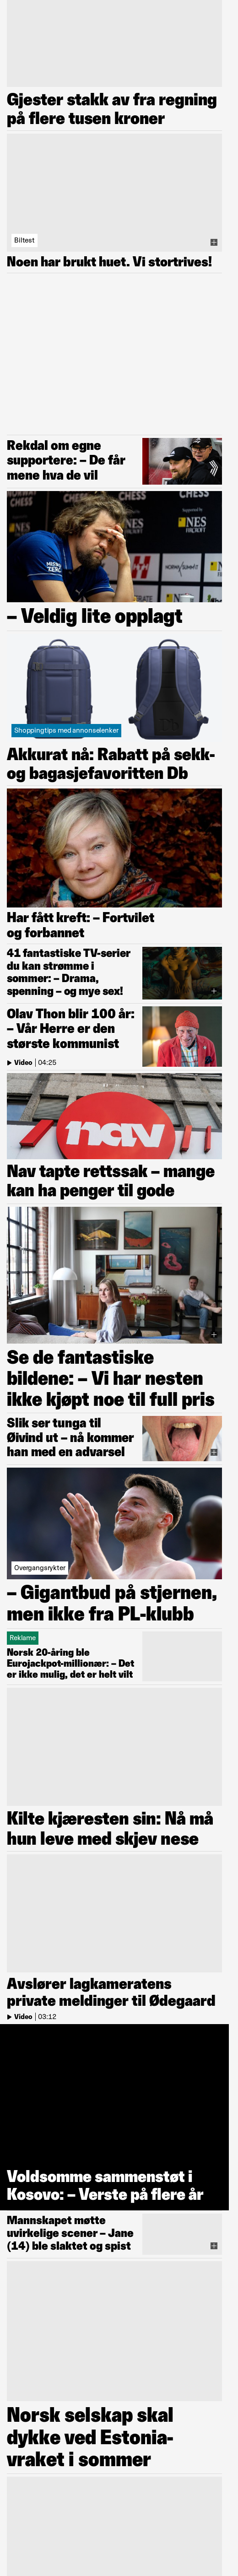 Gjester stakk av fra regning
på flere tusen kroner
Biltest
Noen har brukt huet. Vi stortrives!
Rekdal om egne
supportere: – De får
mene hva de vil
CHESS
CHESS
NES
– Veldig lite opplagt
Shoppingtips med annonselenker
Akkurat nå: Rabatt på sekk-
og bagasjefavoritten Db
Har fått kreft: – Fortvilet
og forbannet
41 fantastiske TV-serier
du kan strømme i
sommer: – Drama,
spenning – og mye sex!
Olav Thon blir 100 år:
– Vår Herre er den
største kommunist
Video | 04:25
nav
Nav tapte rettssak – mange
kan ha penger til gode
Se de fantastiske
bildene: – Vi har nesten
ikke kjøpt noe til full pris
Slik ser tunga til
Øivind ut – nå kommer
han med en advarsel
Overgangsrykter
– Gigantbud på stjernen,
men ikke fra PL-klubb
Reklame
Norsk 20-åring ble
Eurojackpot-millionær: – Det
er ikke mulig, det er helt vilt
Kilte kjæresten sin: Nå må
hun leve med skjev nese
Avslører lagkameratens
private meldinger til Ødegaard
Video | 03:12
Voldsomme sammenstøt i
Kosovo: – Verste på flere år
Mannskapet møtte
uvirkelige scener – Jane
(14) ble slaktet og spist
Norsk selskap skal
dykke ved Estonia-
vraket i sommer